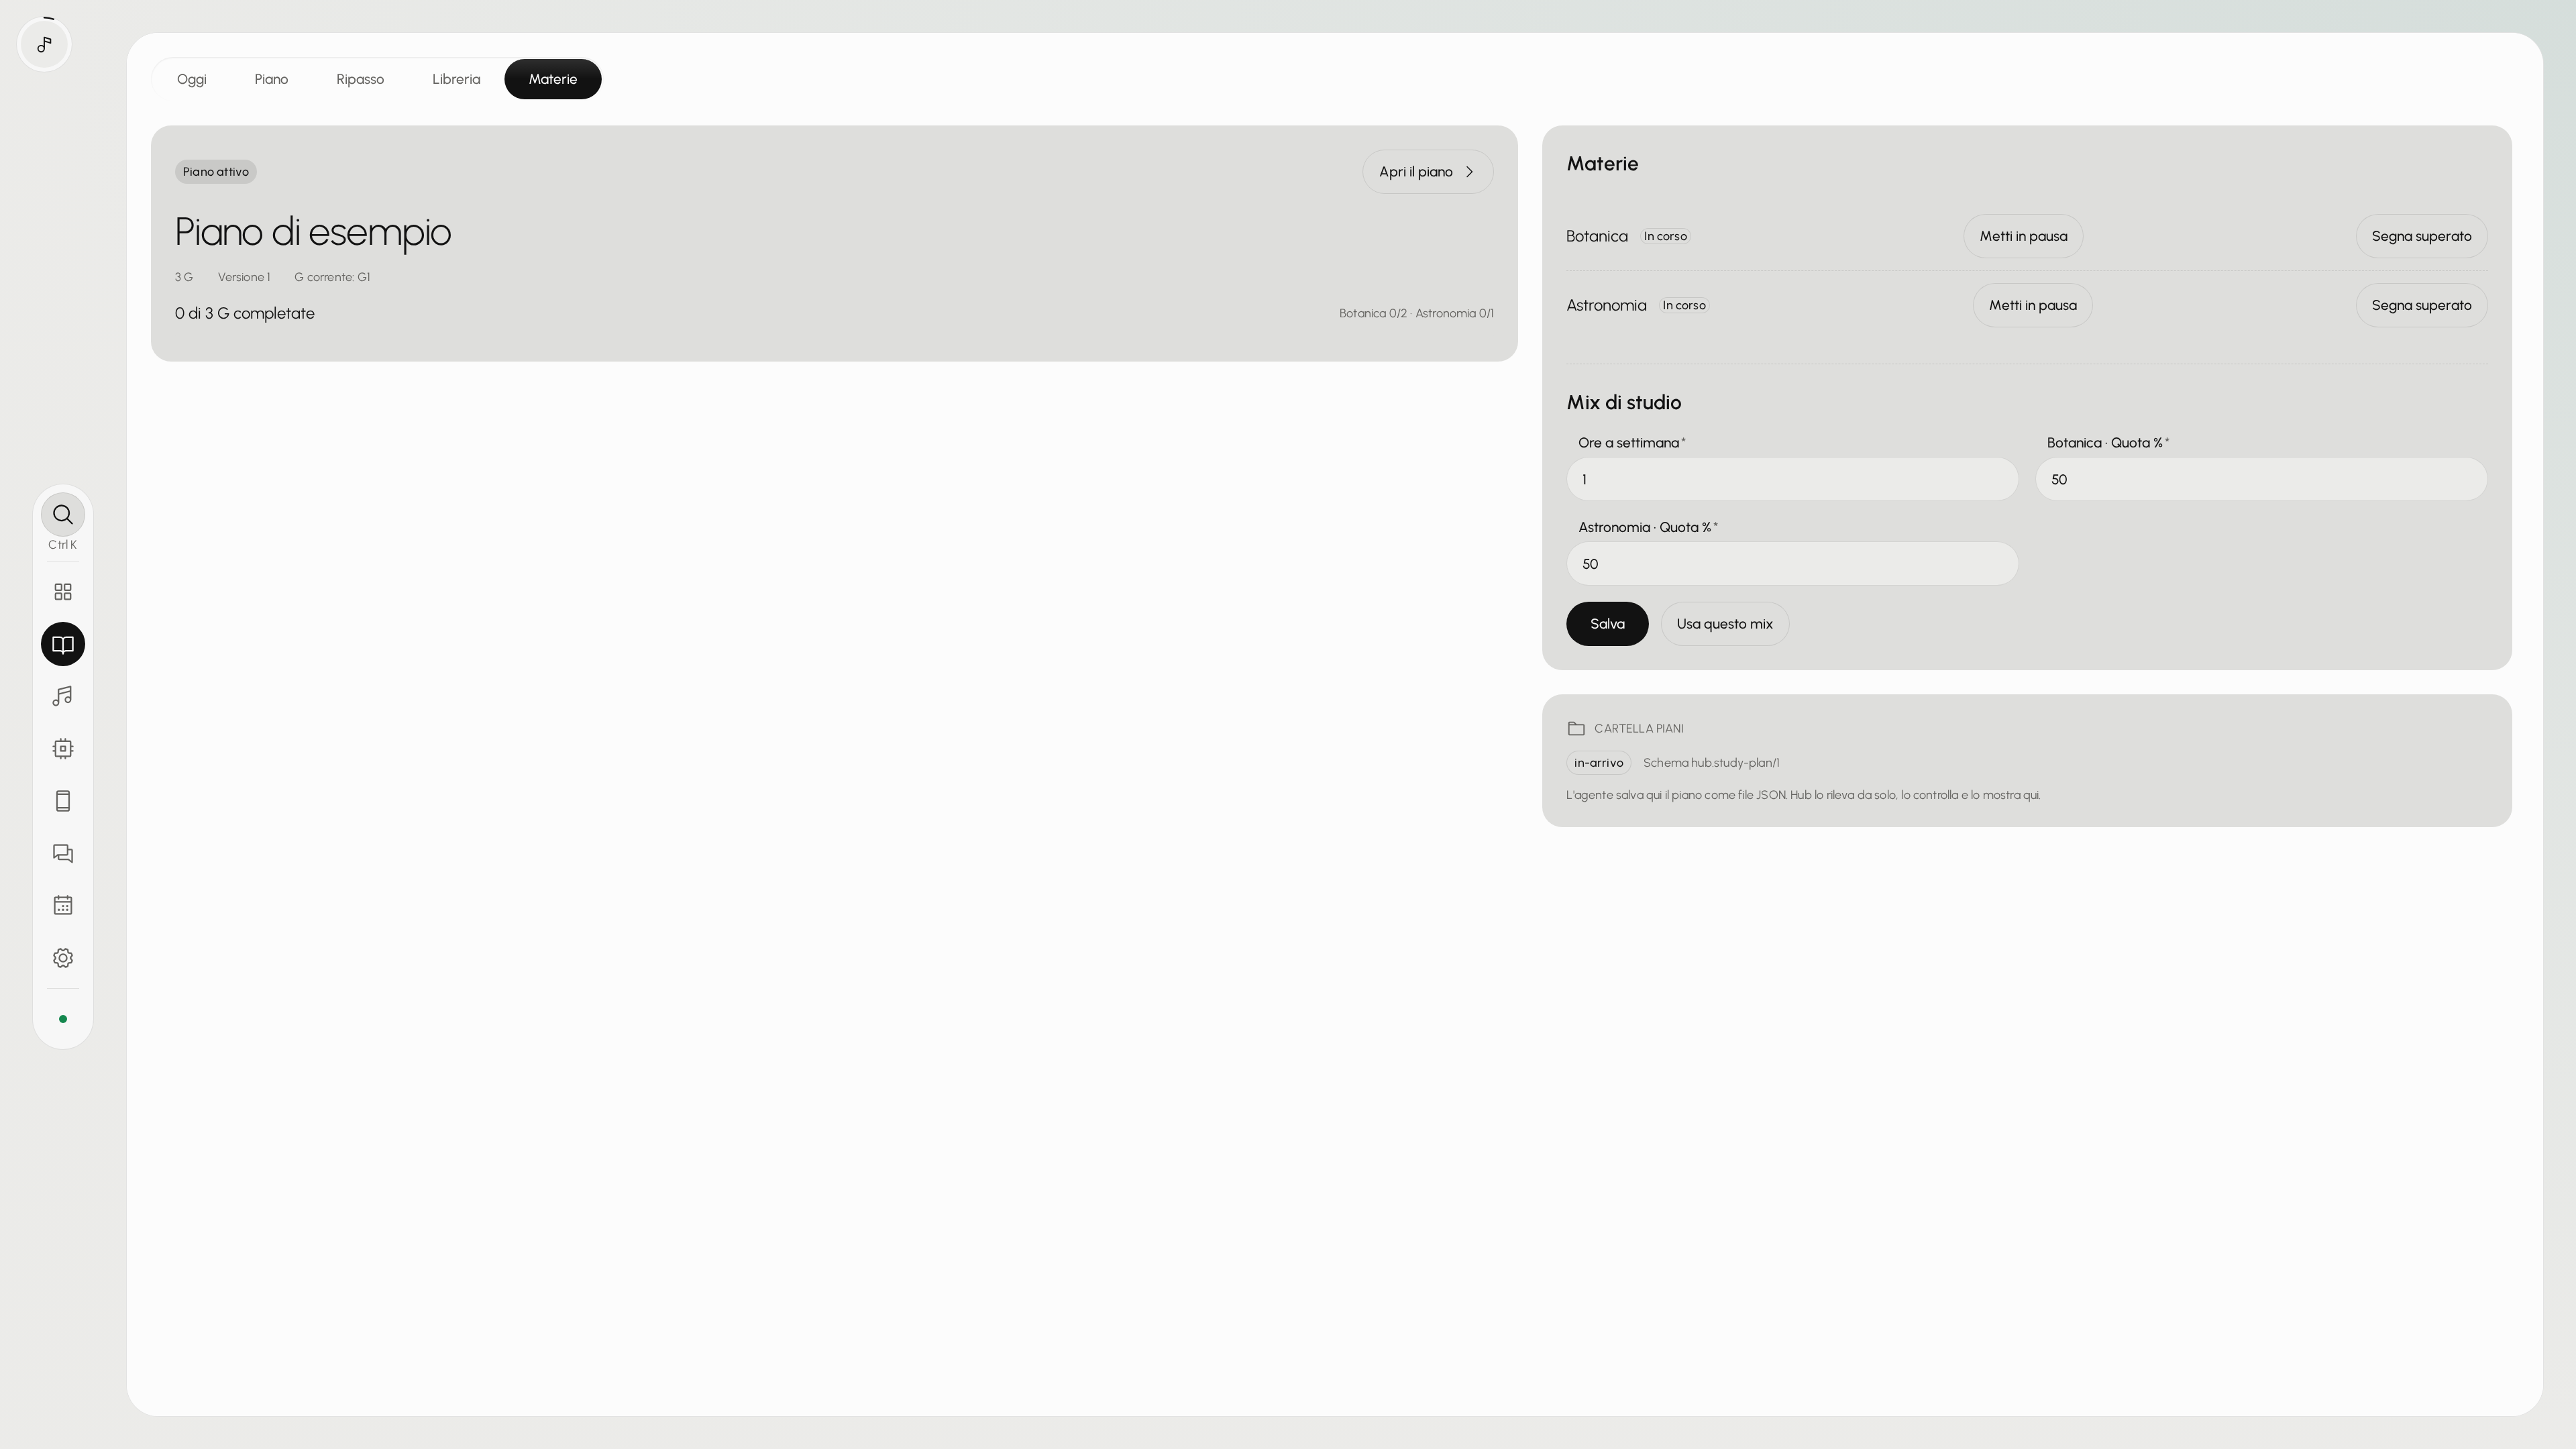 Oggi Piano Ripasso Libreria Materie
Piano attivo
Apri il piano
Piano di esempio
3 G Versione 1 G corrente: G1
0 di 3 G completate
Botanica 0/2 · Astronomia 0/1
Materie
Botanica In corso Metti in pausa Segna superato
Astronomia In corso Metti in pausa Segna superato
Mix di studio
Ore a settimana* Botanica · Quota %*
1 50
Astronomia · Quota %*
50
Salva Usa questo mix
CARTELLA PIANI
in-arrivo Schema hub.study-plan/1
L'agente salva qui il piano come file JSON. Hub lo rileva da solo, lo controlla e lo mostra qui.
Ctrl K